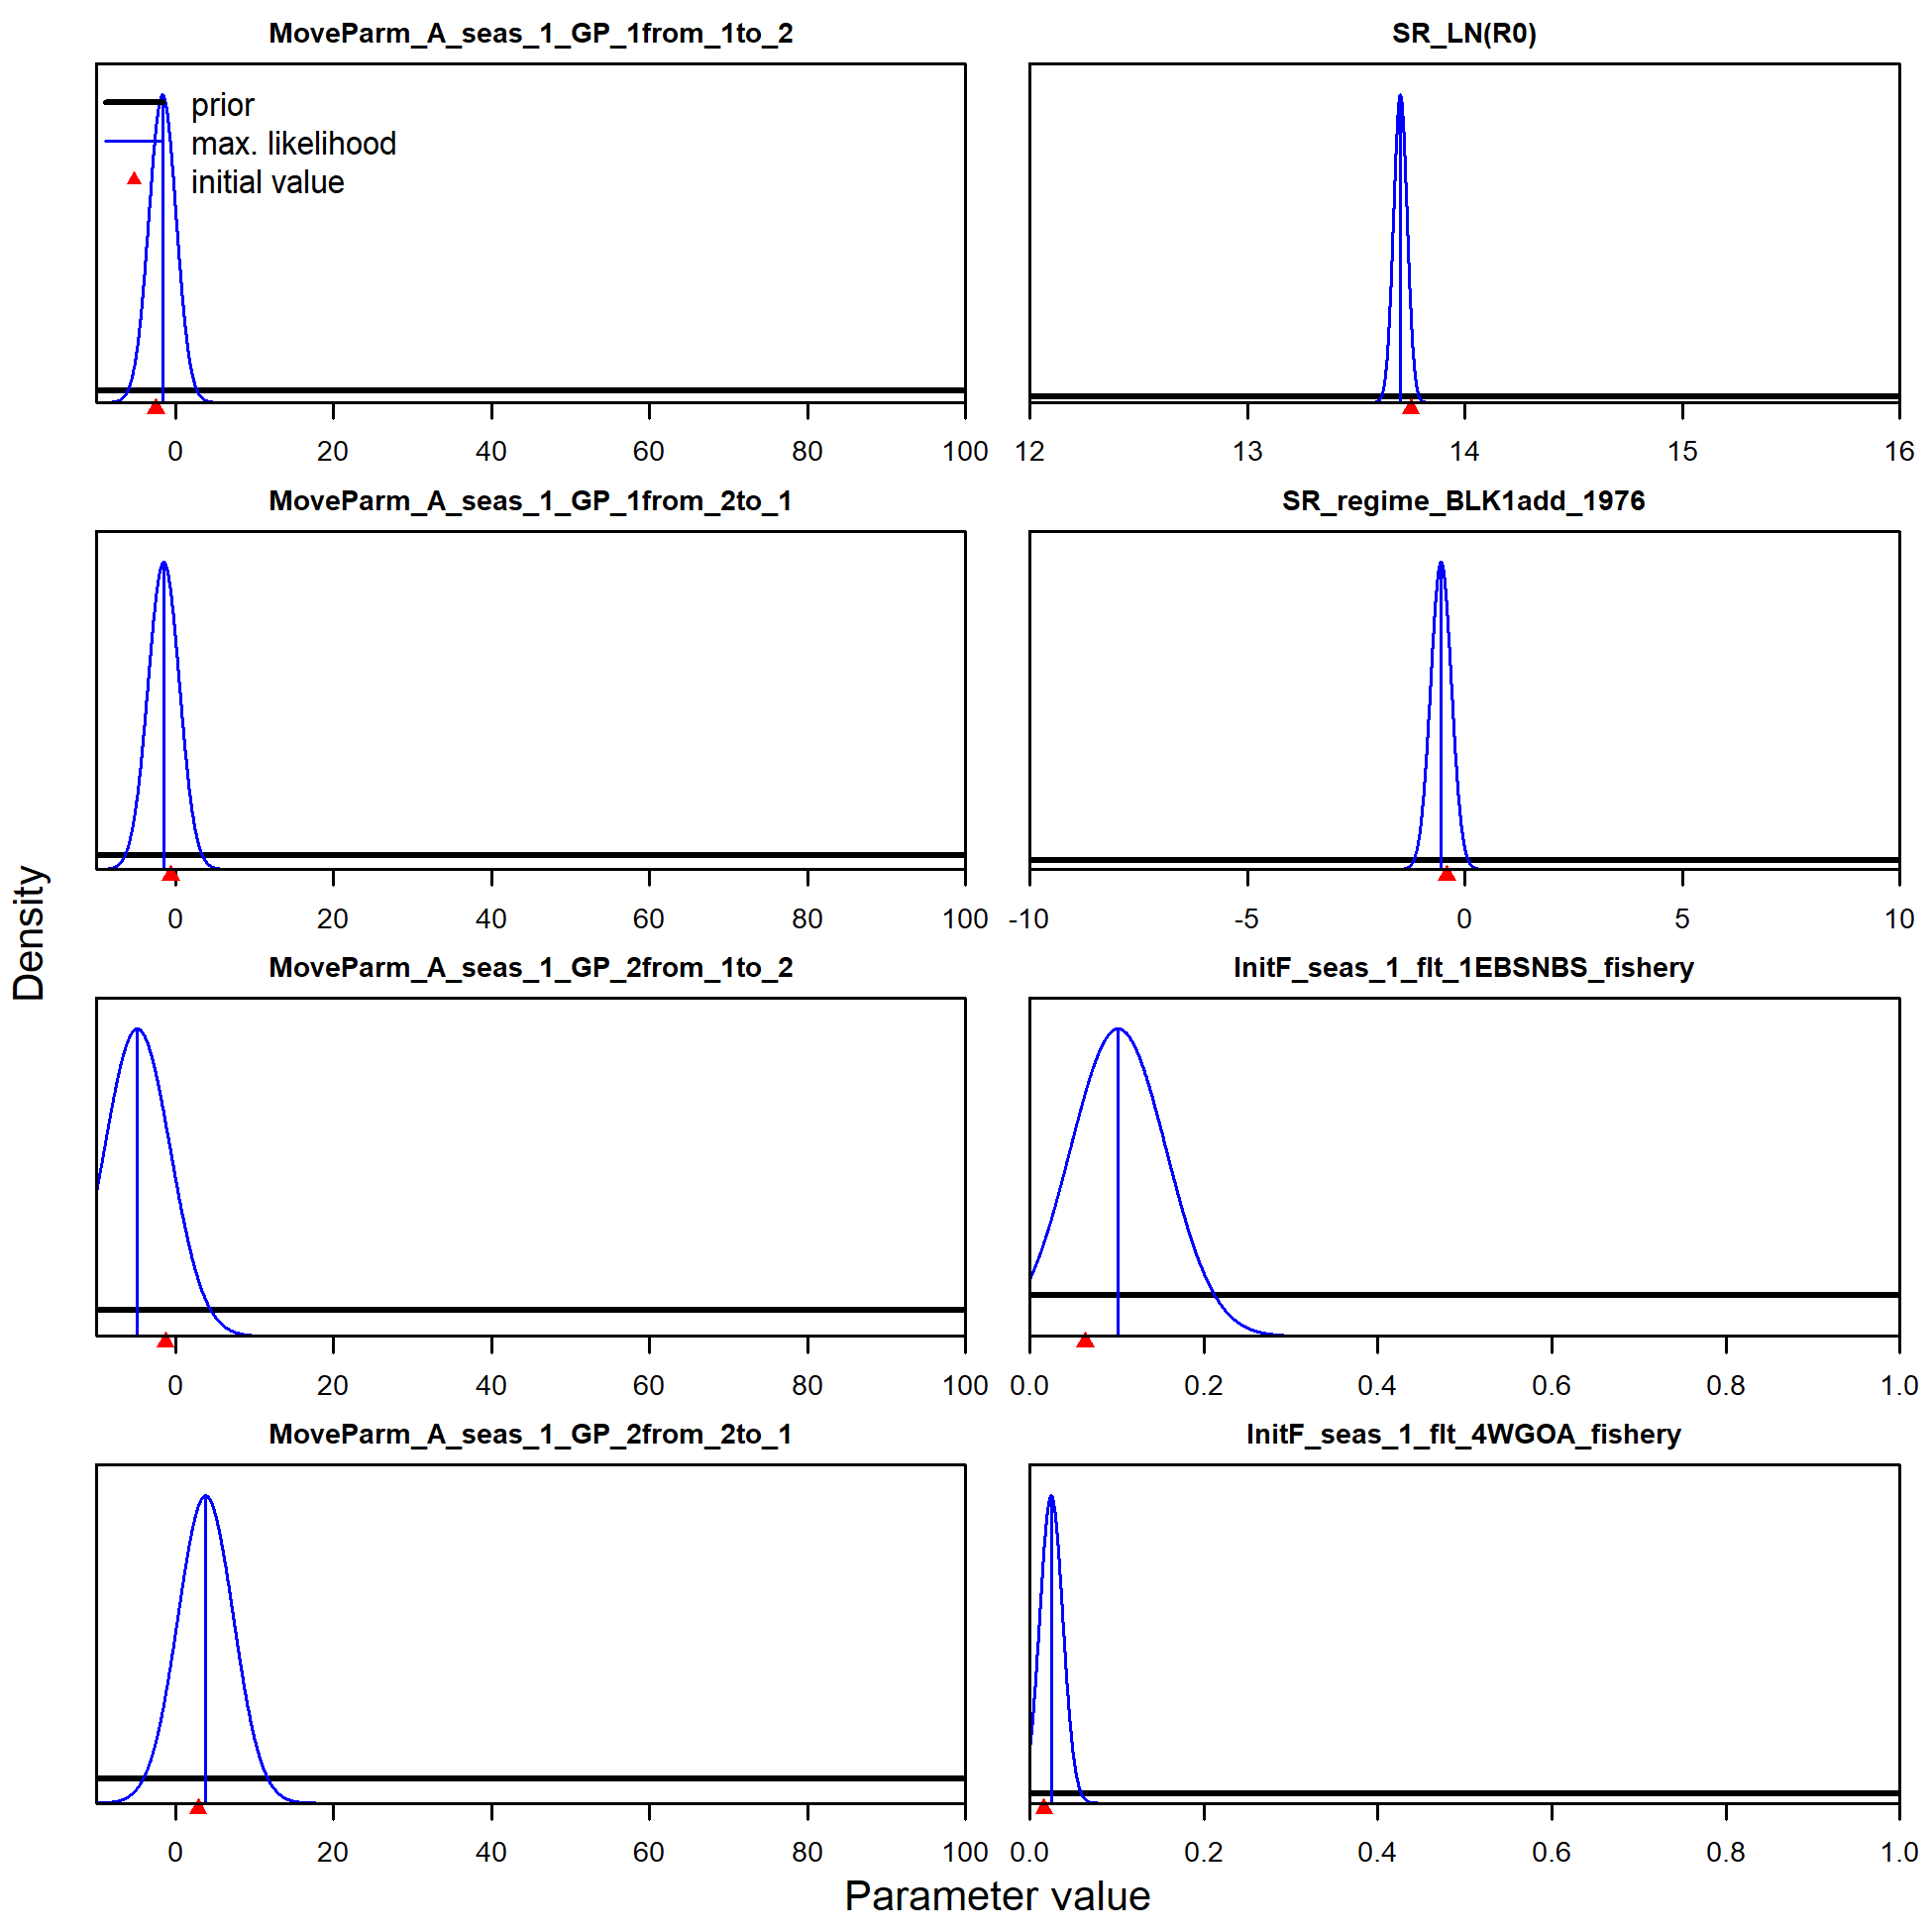 MoveParm_A_seas_1_GP_1from_1to_2
prior
max. likelihood
initial value
0 20 40 60 80 100
SR_LN(R0)
12 13 14 15 16
MoveParm_A_seas_1_GP_1from_2to_1
0 20 40 60 80 100
SR_regime_BLK1add_1976
-10 -5 0 5 10
MoveParm_A_seas_1_GP_2from_1to_2
0 20 40 60 80 100
InitF_seas_1_flt_1EBSNBS_fishery
0.0 0.2 0.4 0.6 0.8 1.0
MoveParm_A_seas_1_GP_2from_2to_1
0 20 40 60 80 100
InitF_seas_1_flt_4WGOA_fishery
0.0 0.2 0.4 0.6 0.8 1.0
Density
Parameter value